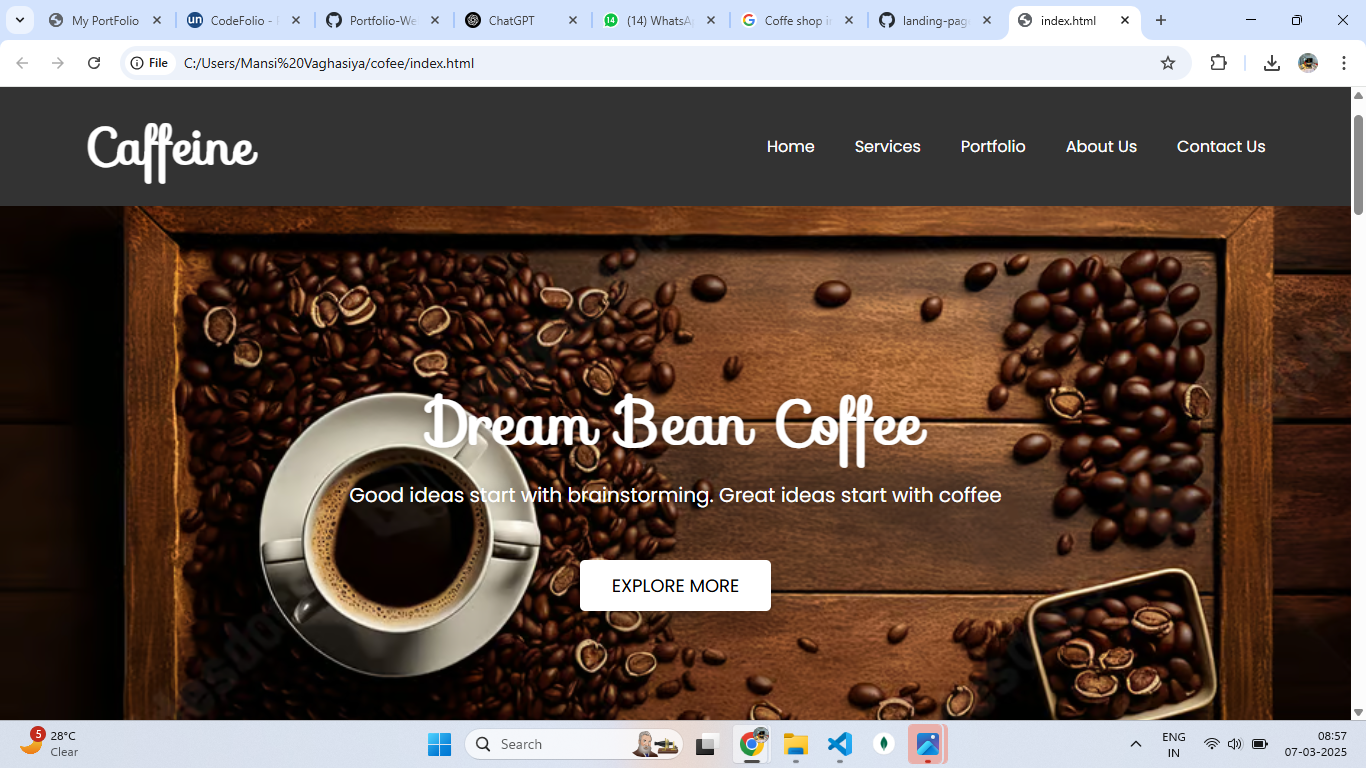 My PortFolio
CodeFolio -
Portfolio-We
ChatGPT
14
(14) WhatsA
Coffe shop i
landing-pag
index.html
File
C:/Users/Mansi%20Vaghasiya/cofee/index.html
Caffeine
Home
Services
Portfolio
About Us
Contact Us
Dream Bean Coffee
Good ideas start with brainstorming. Great ideas start with coffee
EXPLORE MORE
5
28°C
Clear
Search
ENG
IN
08:57
07-03-2025